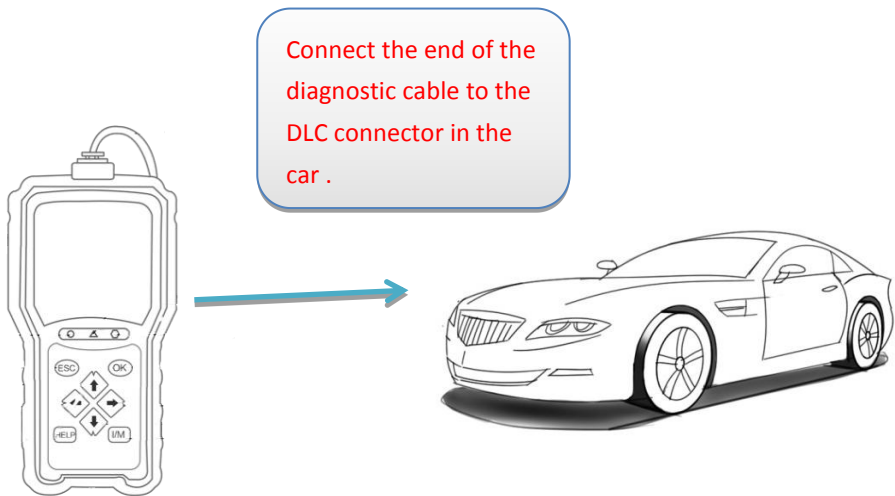 Connect the end of the
diagnostic cable to the
DLC connector in the
car .
ESC
OK
HELP
I/M